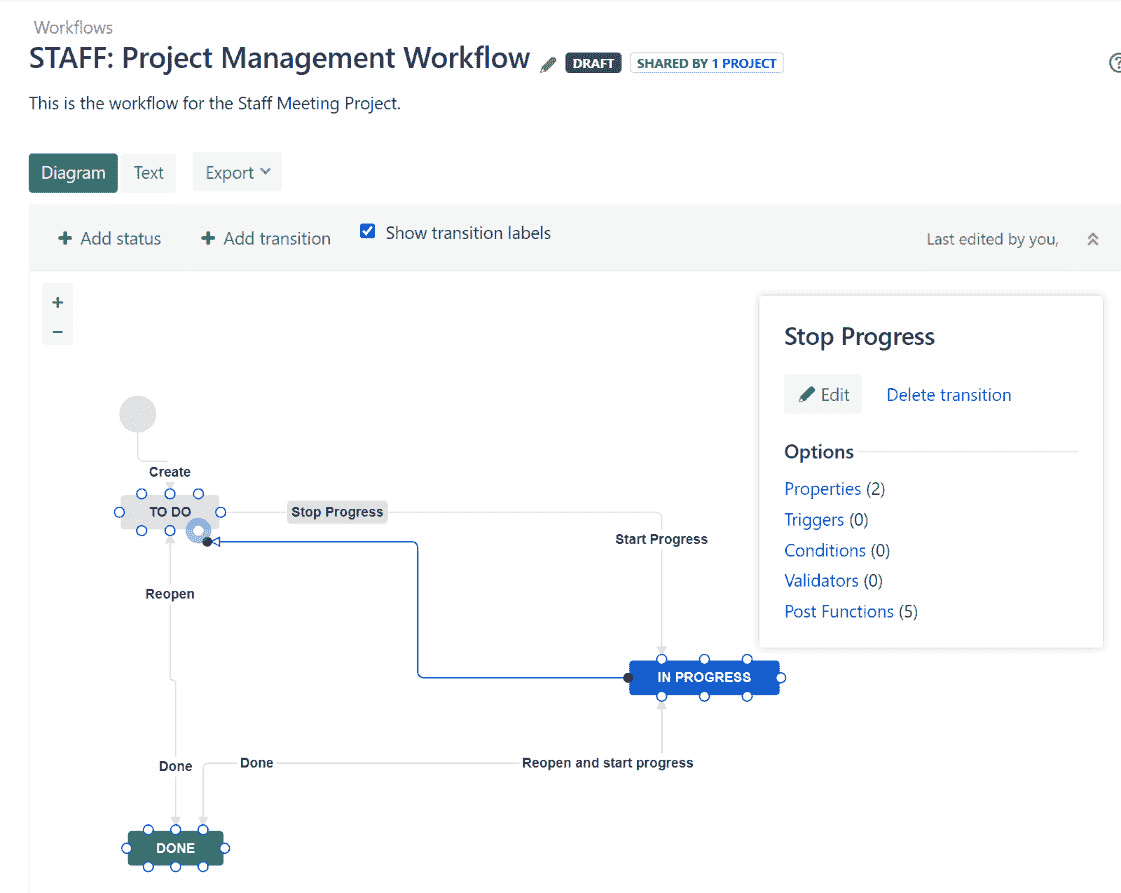 Workflows
STAFF: Project Management Workflow DRAFT SHARED BY 1 PROJECT ?
This is the workflow for the Staff Meeting Project.
Diagram Text Export
+ Add status + Add transition Show transition labels Last edited by you,
+
−
Stop Progress
Edit Delete transition
Options
Properties (2)
Triggers (0)
Conditions (0)
Validators (0)
Post Functions (5)
Create
TO DO Stop Progress
Start Progress
Reopen
IN PROGRESS
Done Done Reopen and start progress
DONE